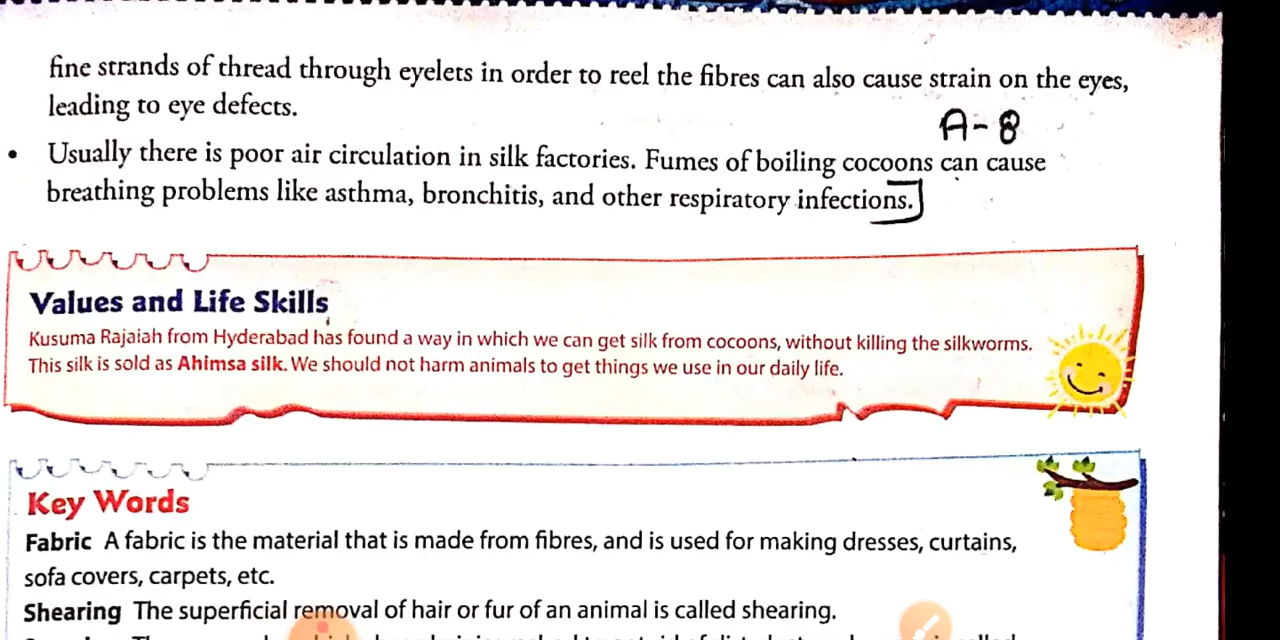 fine strands of thread through eyelets in order to reel the fibres can also cause strain on the eyes,
leading to eye defects.
A-8
• Usually there is poor air circulation in silk factories. Fumes of boiling cocoons can cause
breathing problems like asthma, bronchitis, and other respiratory infections.
Values and Life Skills
Kusuma Rajaiah from Hyderabad has found a way in which we can get silk from cocoons, without killing the silkworms.
This silk is sold as Ahimsa silk. We should not harm animals to get things we use in our daily life.
Key Words
Fabric A fabric is the material that is made from fibres, and is used for making dresses, curtains,
sofa covers, carpets, etc.
Shearing The superficial removal of hair or fur of an animal is called shearing.